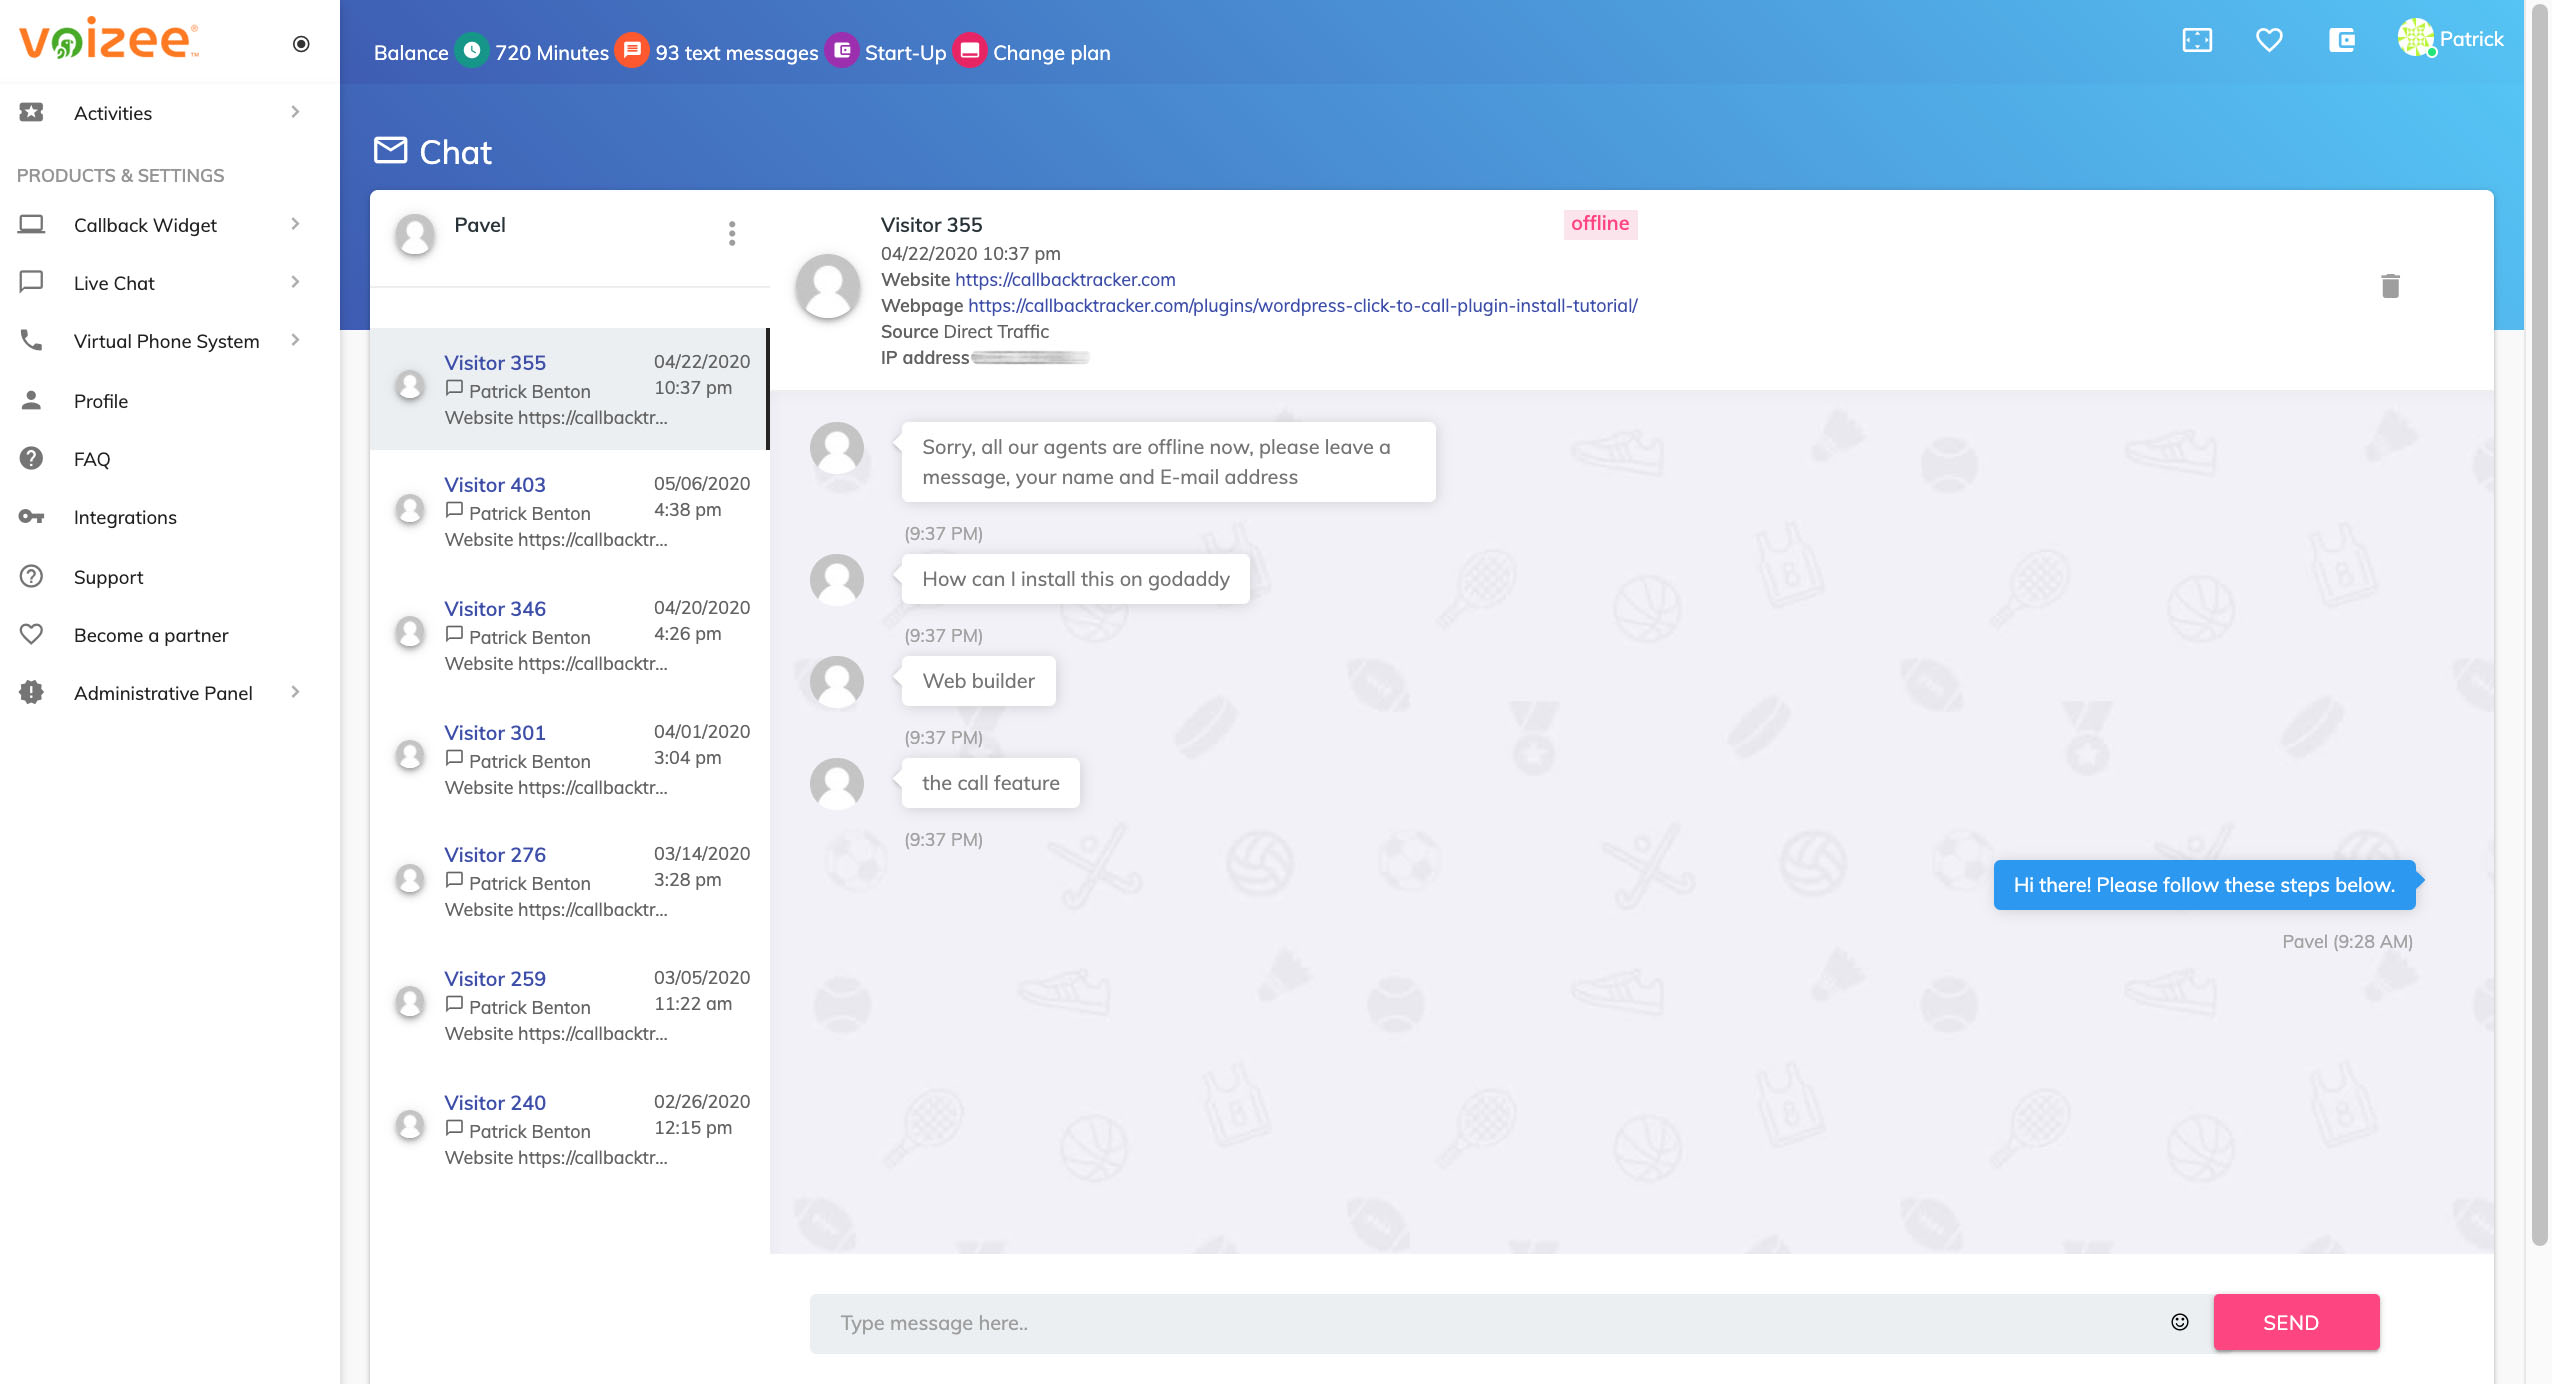 voizee
Balance 720 Minutes 93 text messages Start-Up Change plan
Patrick
Activities
PRODUCTS & SETTINGS
Callback Widget
Live Chat
Virtual Phone System
Profile
FAQ
Integrations
Support
Become a partner
Administrative Panel
Chat
Pavel
Visitor 355 04/22/2020
Patrick Benton 10:37 pm
Website https://callbacktr...
Visitor 403 05/06/2020
Patrick Benton 4:38 pm
Website https://callbacktr...
Visitor 346 04/20/2020
Patrick Benton 4:26 pm
Website https://callbacktr...
Visitor 301 04/01/2020
Patrick Benton 3:04 pm
Website https://callbacktr...
Visitor 276 03/14/2020
Patrick Benton 3:28 pm
Website https://callbacktr...
Visitor 259 03/05/2020
Patrick Benton 11:22 am
Website https://callbacktr...
Visitor 240 02/26/2020
Patrick Benton 12:15 pm
Website https://callbacktr...
Visitor 355 offline
04/22/2020 10:37 pm
Website https://callbacktracker.com
Webpage https://callbacktracker.com/plugins/wordpress-click-to-call-plugin-install-tutorial/
Source Direct Traffic
IP address
Sorry, all our agents are offline now, please leave a
message, your name and E-mail address
(9:37 PM)
How can I install this on godaddy
(9:37 PM)
Web builder
(9:37 PM)
the call feature
(9:37 PM)
Hi there! Please follow these steps below.
Pavel (9:28 AM)
Type message here..
SEND